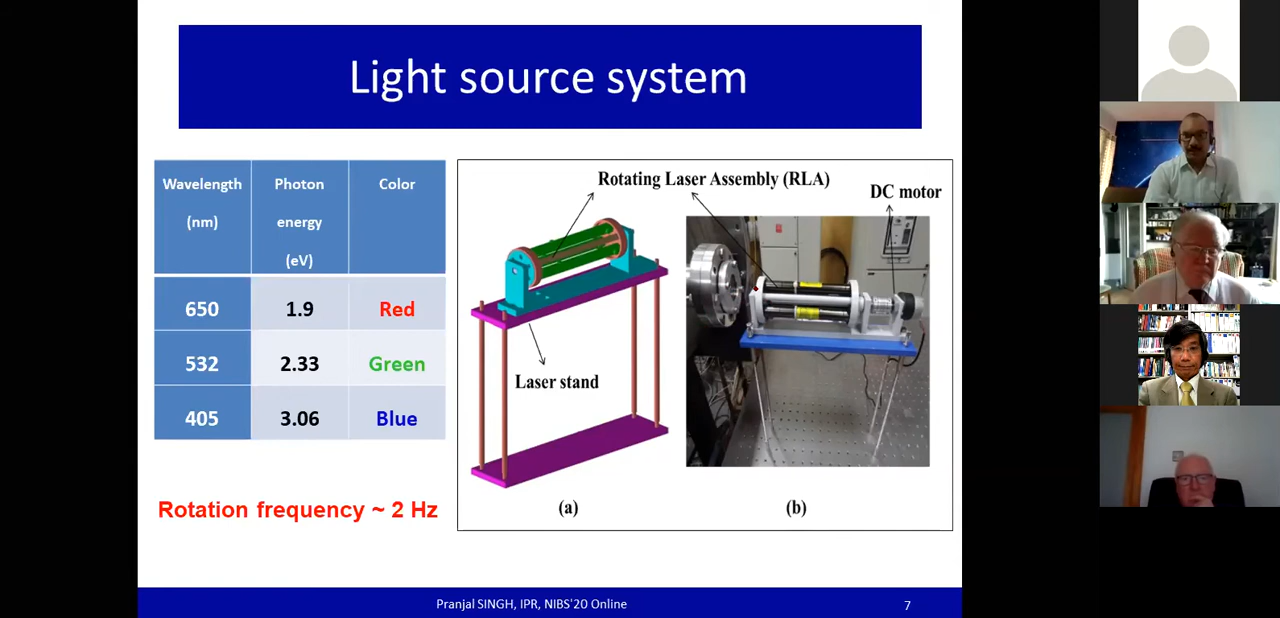 Light source system
Wavelength Photon Color
(nm) energy
(eV)
650 1.9 Red
532 2.33 Green
405 3.06 Blue
Rotation frequency ~ 2 Hz
Rotating Laser Assembly (RLA)
DC motor
Laser stand
(a) (b)
Pranjal SINGH, IPR, NIBS'20 Online 7